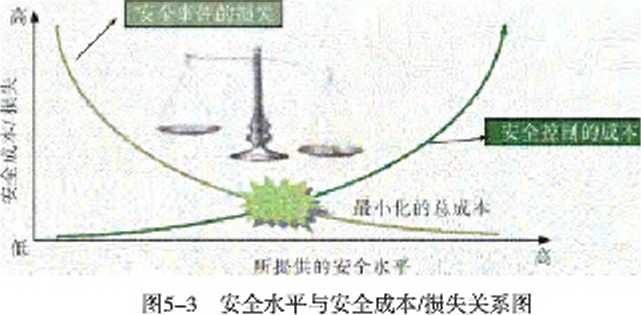 高
安全事件的损失
安全成本/损失
安全控制的成本
最小化的总成本
低
所提供的安全水平
高
图5-3 安全水平与安全成本/损失关系图